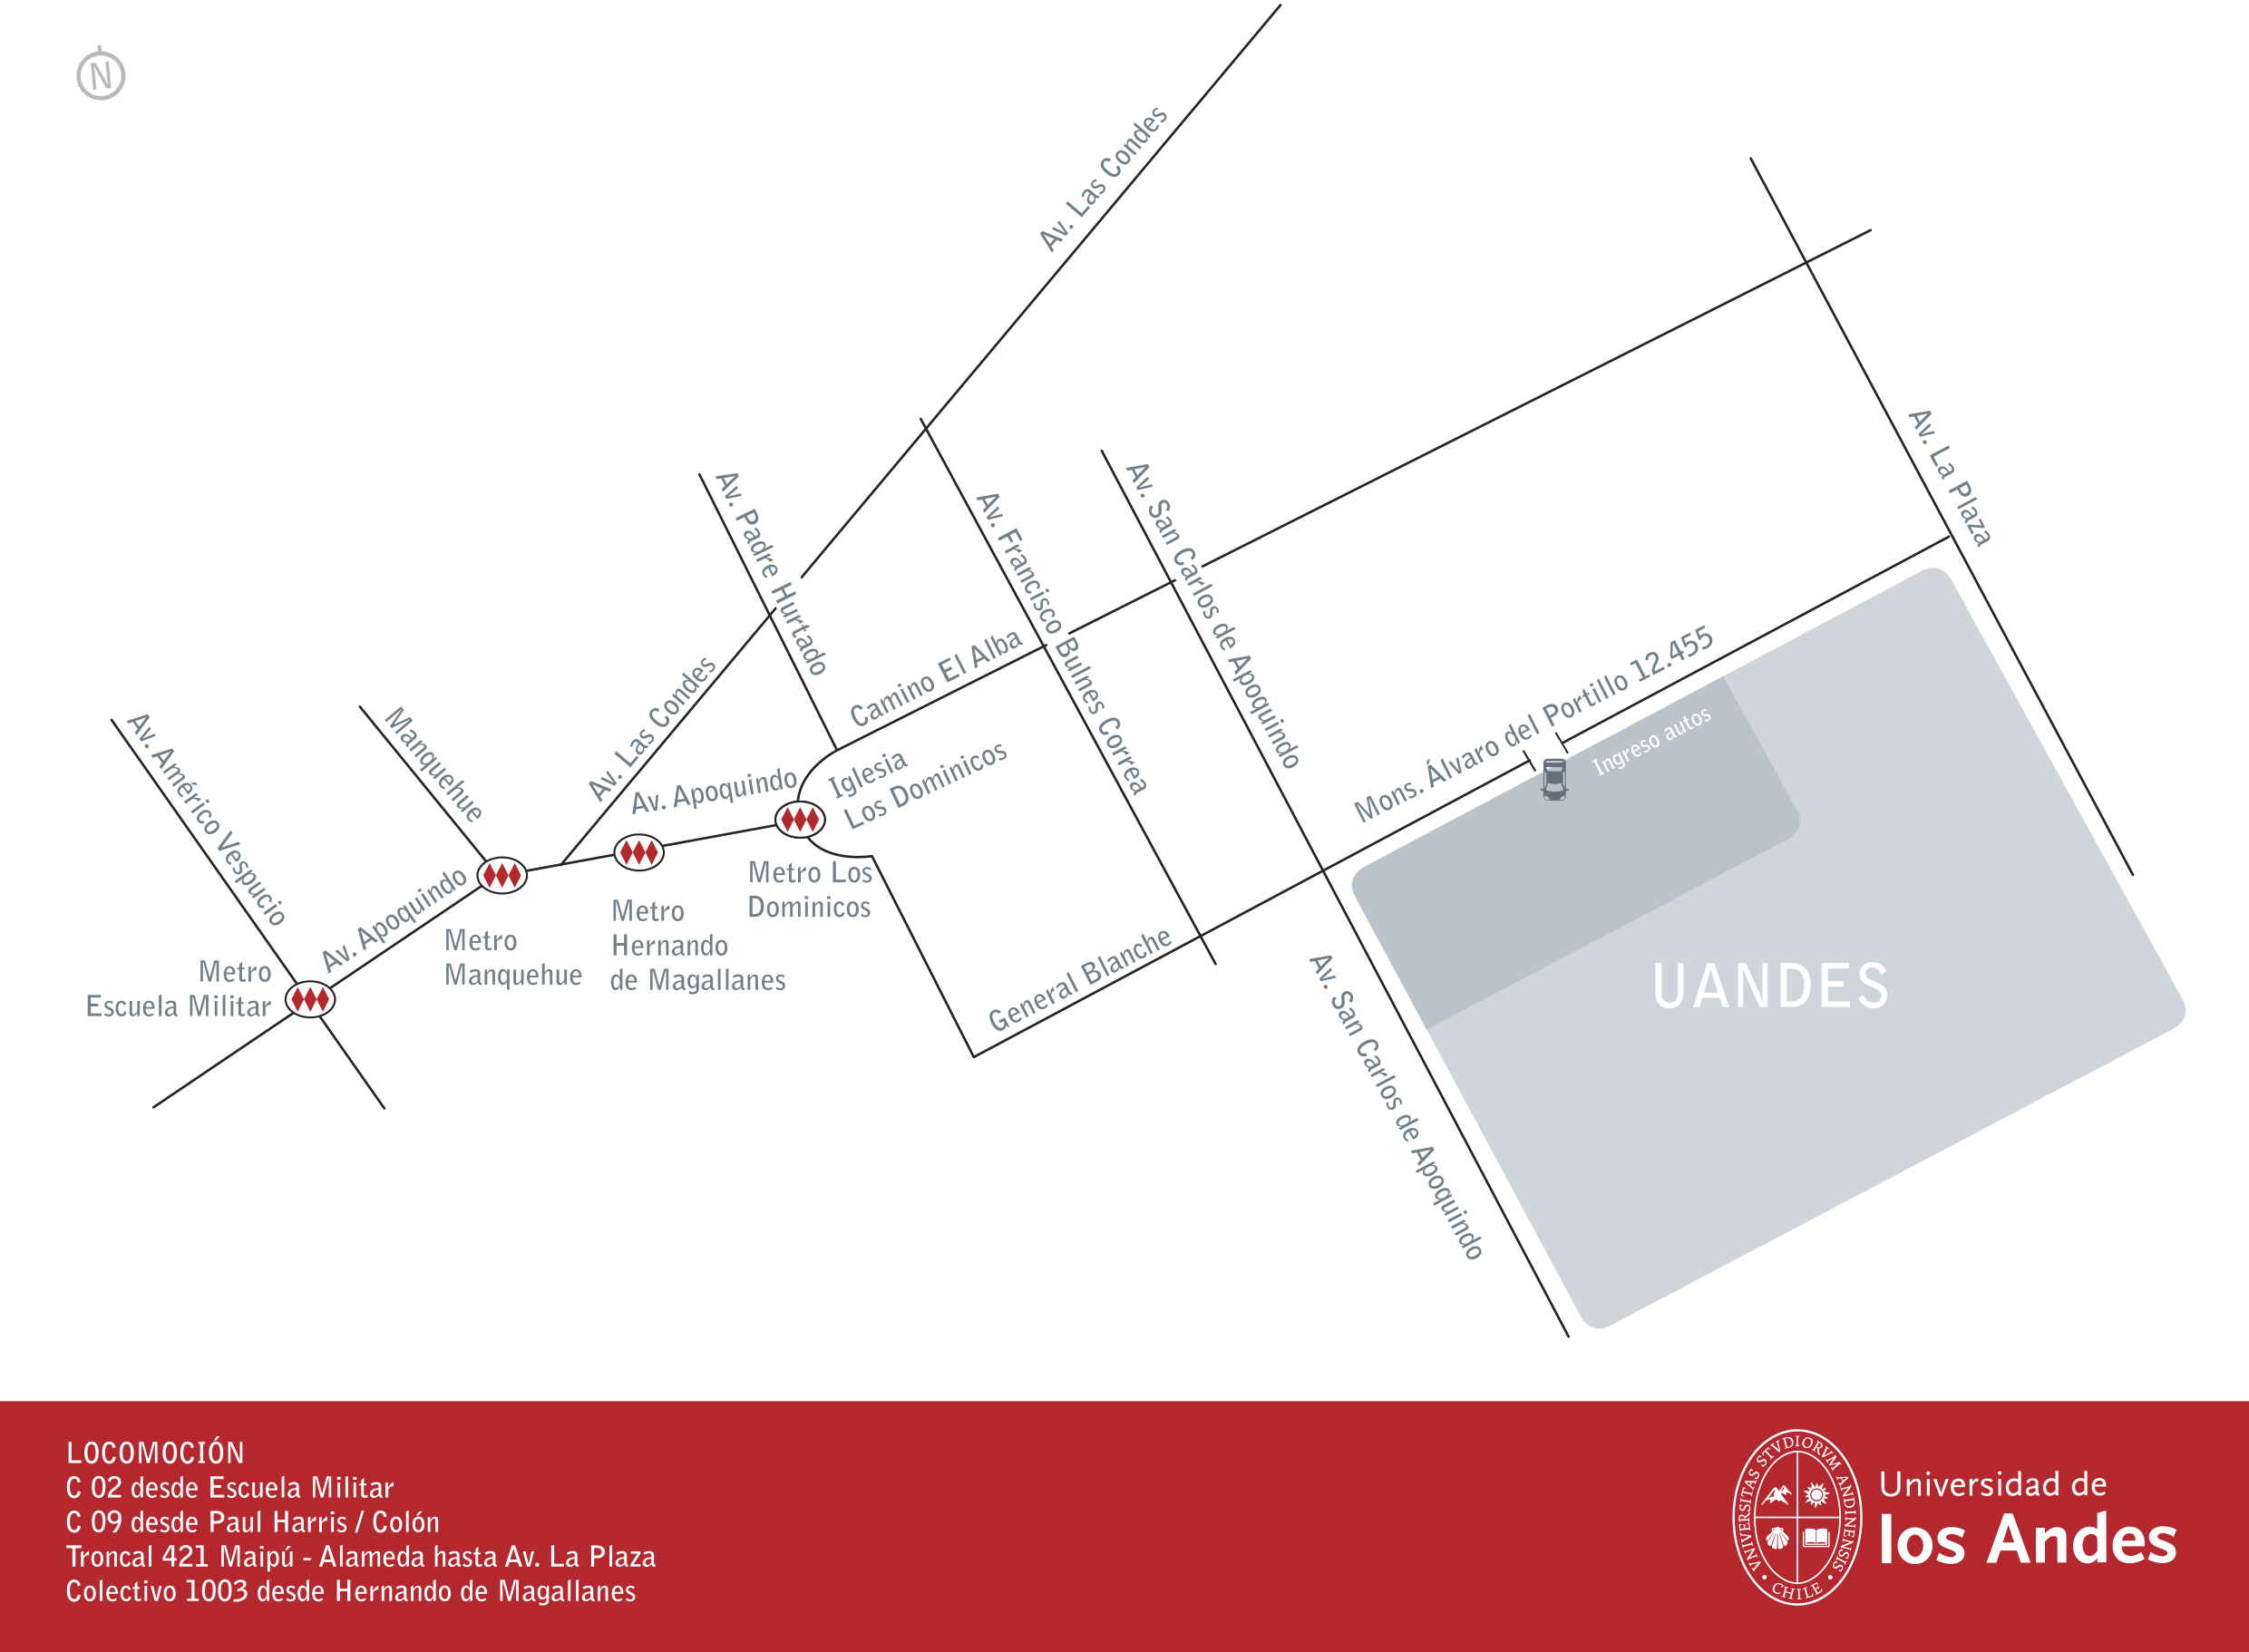 N
Av. Las Condes
Av. La Plaza
Av. Padre Hurtado
Av. Francisco Bulnes Correa
Av. San Carlos de Apoquindo
Camino El Alba
Mons. Álvaro del Portillo 12.455
Ingreso autos
Av. Las Condes
Manquehue
Av. Américo Vespucio
Av. Apoquindo
Iglesia
Los Dominicos
Av. Apoquindo
Metro Los
Dominicos
Metro
Hernando
de Magallanes
Metro
Manquehue
Metro
Escuela Militar
General Blanche
Av. San Carlos de Apoquindo
UANDES
LOCOMOCIÓN
C 02 desde Escuela Militar
C 09 desde Paul Harris / Colón
Troncal 421 Maipú - Alameda hasta Av. La Plaza
Colectivo 1003 desde Hernando de Magallanes
VNIVERSITAS STVDIORVM ANDINENSIS
• CHILE •
Universidad de
los Andes